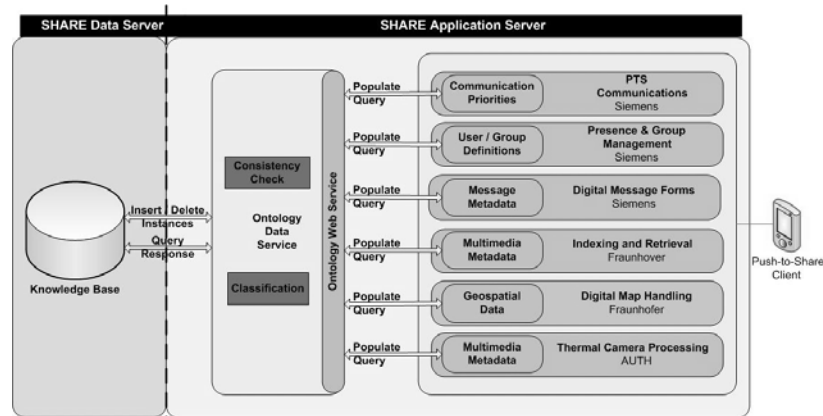 SHARE Data Server
SHARE Application Server
Populate
Query
Communication
Priorities
PTS
Communications
Siemens
Populate
Query
User / Group
Definitions
Presence & Group
Management
Siemens
Consistency
Check
Populate
Query
Message
Metadata
Digital Message Forms
Siemens
Insert / Delete
Instances
Query
Response
Ontology
Data
Service
Ontology Web Service
Populate
Query
Multimedia
Metadata
Indexing and Retrieval
Fraunhover
Push-to-Share
Client
Knowledge Base
Classification
Populate
Query
Geospatial
Data
Digital Map Handling
Fraunhofer
Populate
Query
Multimedia
Metadata
Thermal Camera Processing
AUTH